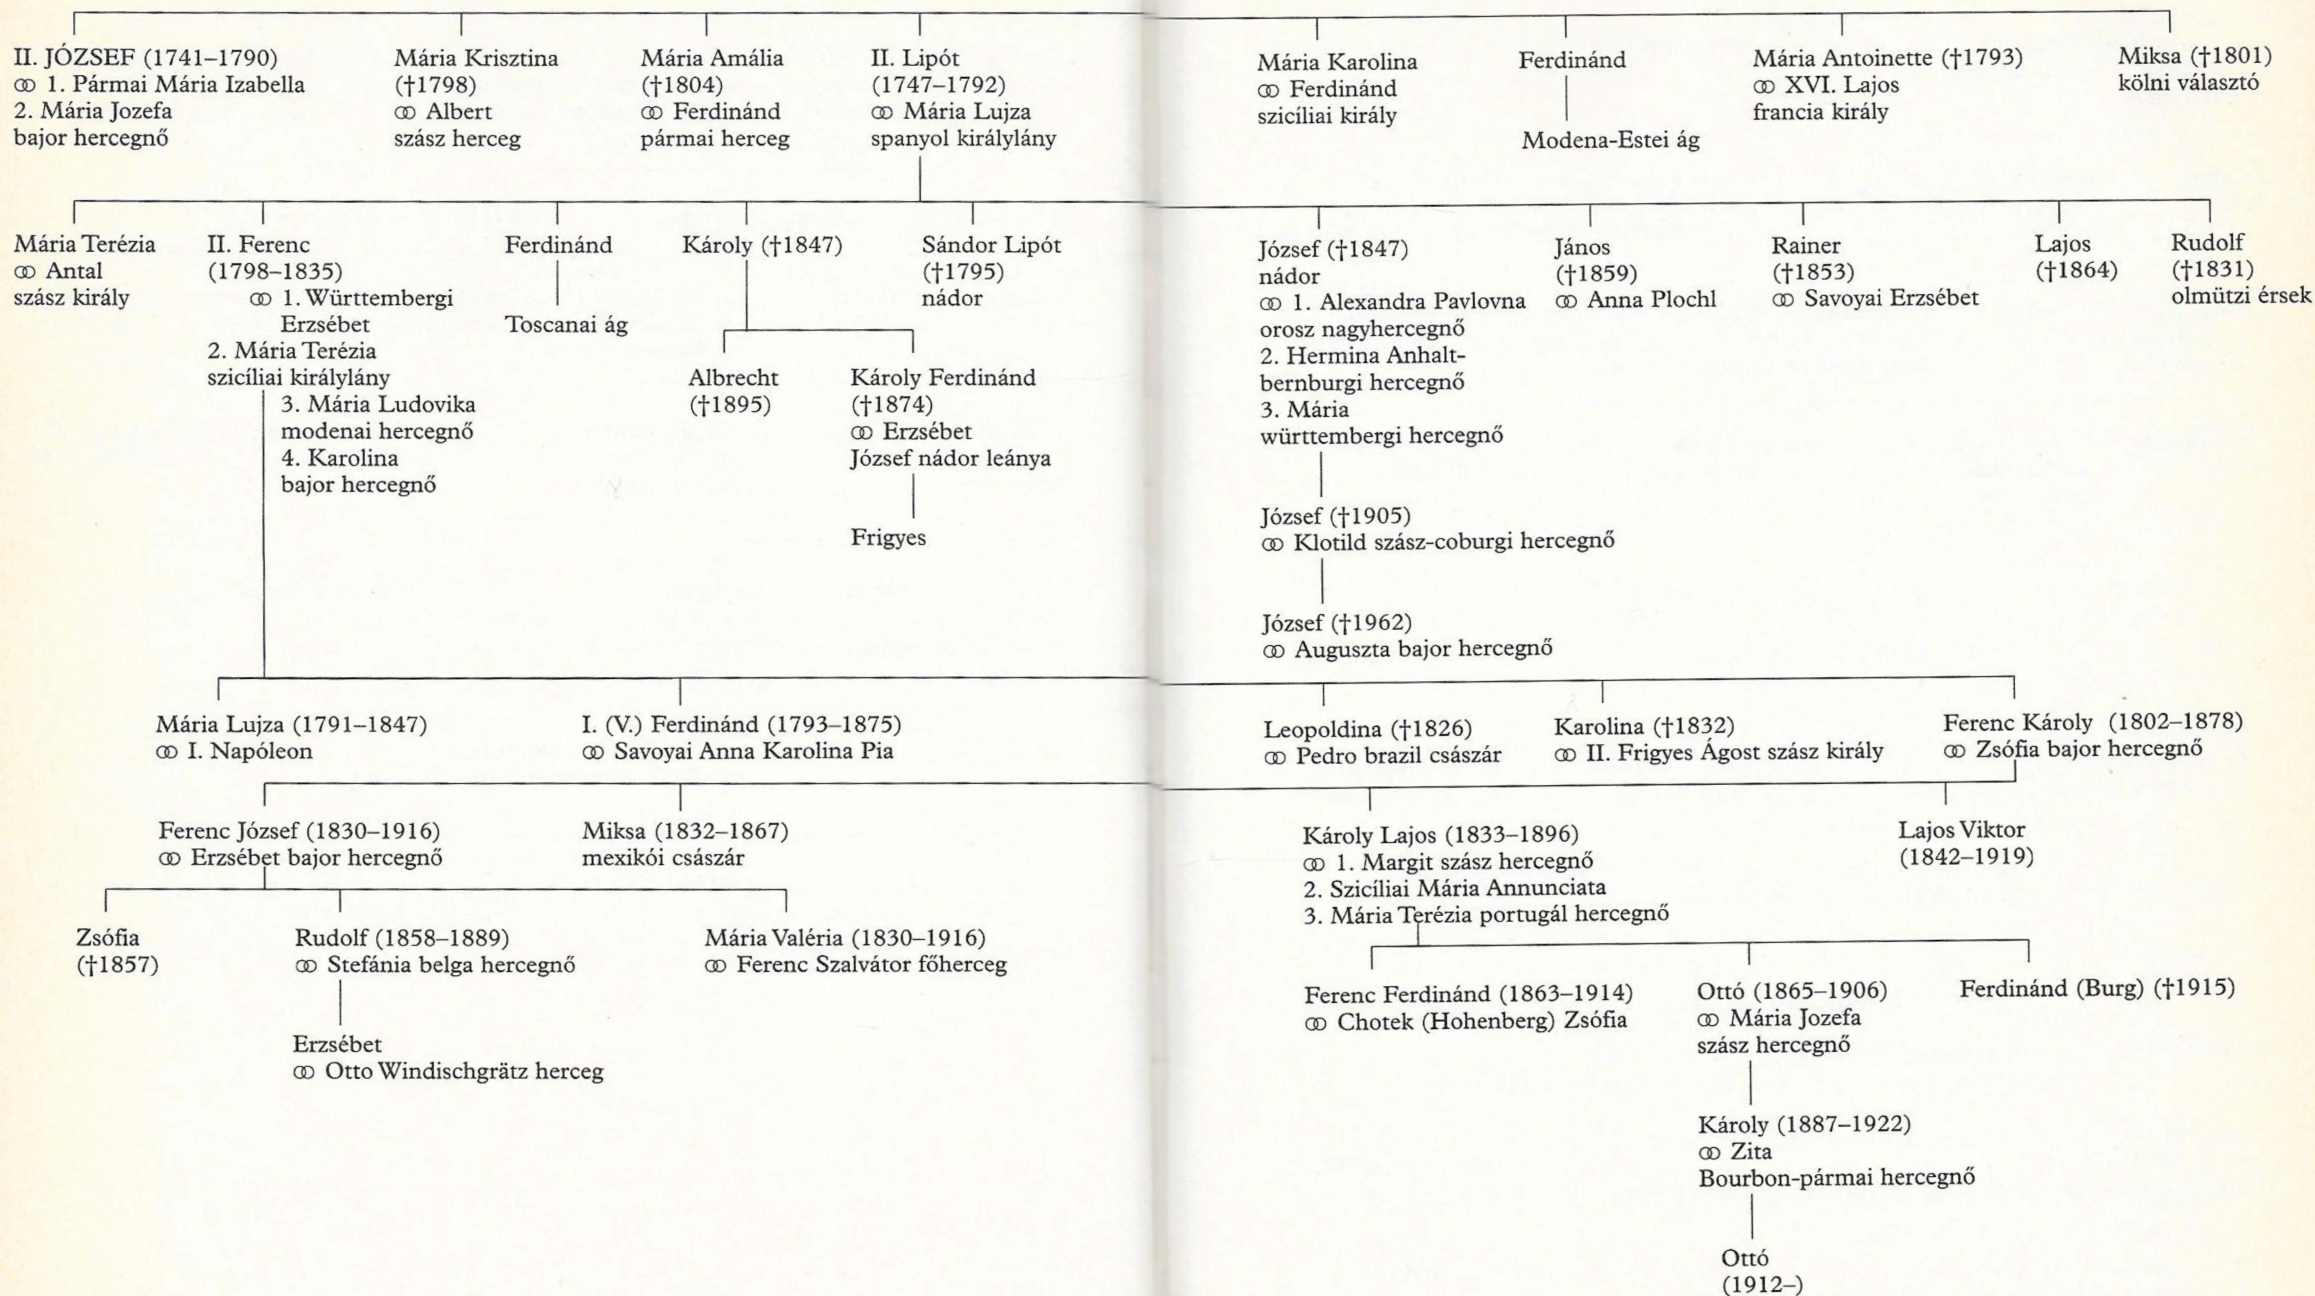 II. JÓZSEF (1741–1790)
⚭ 1. Pármai Mária Izabella
2. Mária Jozefa
bajor hercegnő
Mária Krisztina
(†1798)
⚭ Albert
szász herceg
Mária Amália
(†1804)
⚭ Ferdinánd
pármai herceg
II. Lipót
(1747–1792)
⚭ Mária Lujza
spanyol királylány
Mária Karolina
⚭ Ferdinánd
szicíliai király
Ferdinánd
Modena-Estei ág
Mária Antoinette (†1793)
⚭ XVI. Lajos
francia király
Miksa (†1801)
kölni választó
Mária Terézia
⚭ Antal
szász király
II. Ferenc
(1798–1835)
⚭ 1. Württembergi
Erzsébet
2. Mária Terézia
szicíliai királylány
3. Mária Ludovika
modenai hercegnő
4. Karolina
bajor hercegnő
Ferdinánd
Toscanai ág
Károly (†1847)
Albrecht
(†1895)
Károly Ferdinánd
(†1874)
⚭ Erzsébet
József nádor leánya
Frigyes
Sándor Lipót
(†1795)
nádor
József (†1847)
nádor
⚭ 1. Alexandra Pavlovna
orosz nagyhercegnő
2. Hermina Anhalt-
bernburgi hercegnő
3. Mária
württembergi hercegnő
József (†1905)
⚭ Klotild szász-coburgi hercegnő
József (†1962)
⚭ Auguszta bajor hercegnő
János
(†1859)
⚭ Anna Plochl
Rainer
(†1853)
⚭ Savoyai Erzsébet
Lajos
(†1864)
Rudolf
(†1831)
olmützi érsek
Mária Lujza (1791–1847)
⚭ I. Napóleon
I. (V.) Ferdinánd (1793–1875)
⚭ Savoyai Anna Karolina Pia
Leopoldina (†1826)
⚭ Pedro brazil császár
Karolina (†1832)
⚭ II. Frigyes Ágost szász király
Ferenc Károly (1802–1878)
⚭ Zsófia bajor hercegnő
Ferenc József (1830–1916)
⚭ Erzsébet bajor hercegnő
Miksa (1832–1867)
mexikói császár
Károly Lajos (1833–1896)
⚭ 1. Margit szász hercegnő
2. Szicíliai Mária Annunciata
3. Mária Terézia portugál hercegnő
Lajos Viktor
(1842–1919)
Zsófia
(†1857)
Rudolf (1858–1889)
⚭ Stefánia belga hercegnő
Mária Valéria (1830–1916)
⚭ Ferenc Szalvátor főherceg
Erzsébet
⚭ Otto Windischgrätz herceg
Ferenc Ferdinánd (1863–1914)
⚭ Chotek (Hohenberg) Zsófia
Ottó (1865–1906)
⚭ Mária Jozefa
szász hercegnő
Ferdinánd (Burg) (†1915)
Károly (1887–1922)
⚭ Zita
Bourbon-pármai hercegnő
Ottó
(1912–)